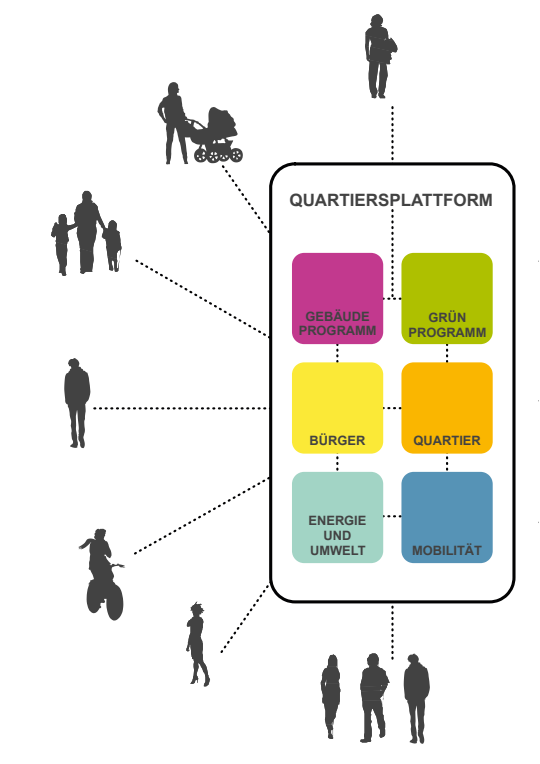 QUARTIERSPLATTFORM
GEBÄUDE
PROGRAMM
GRÜN
PROGRAMM
BÜRGER
QUARTIER
ENERGIE
UND
UMWELT
MOBILITÄT